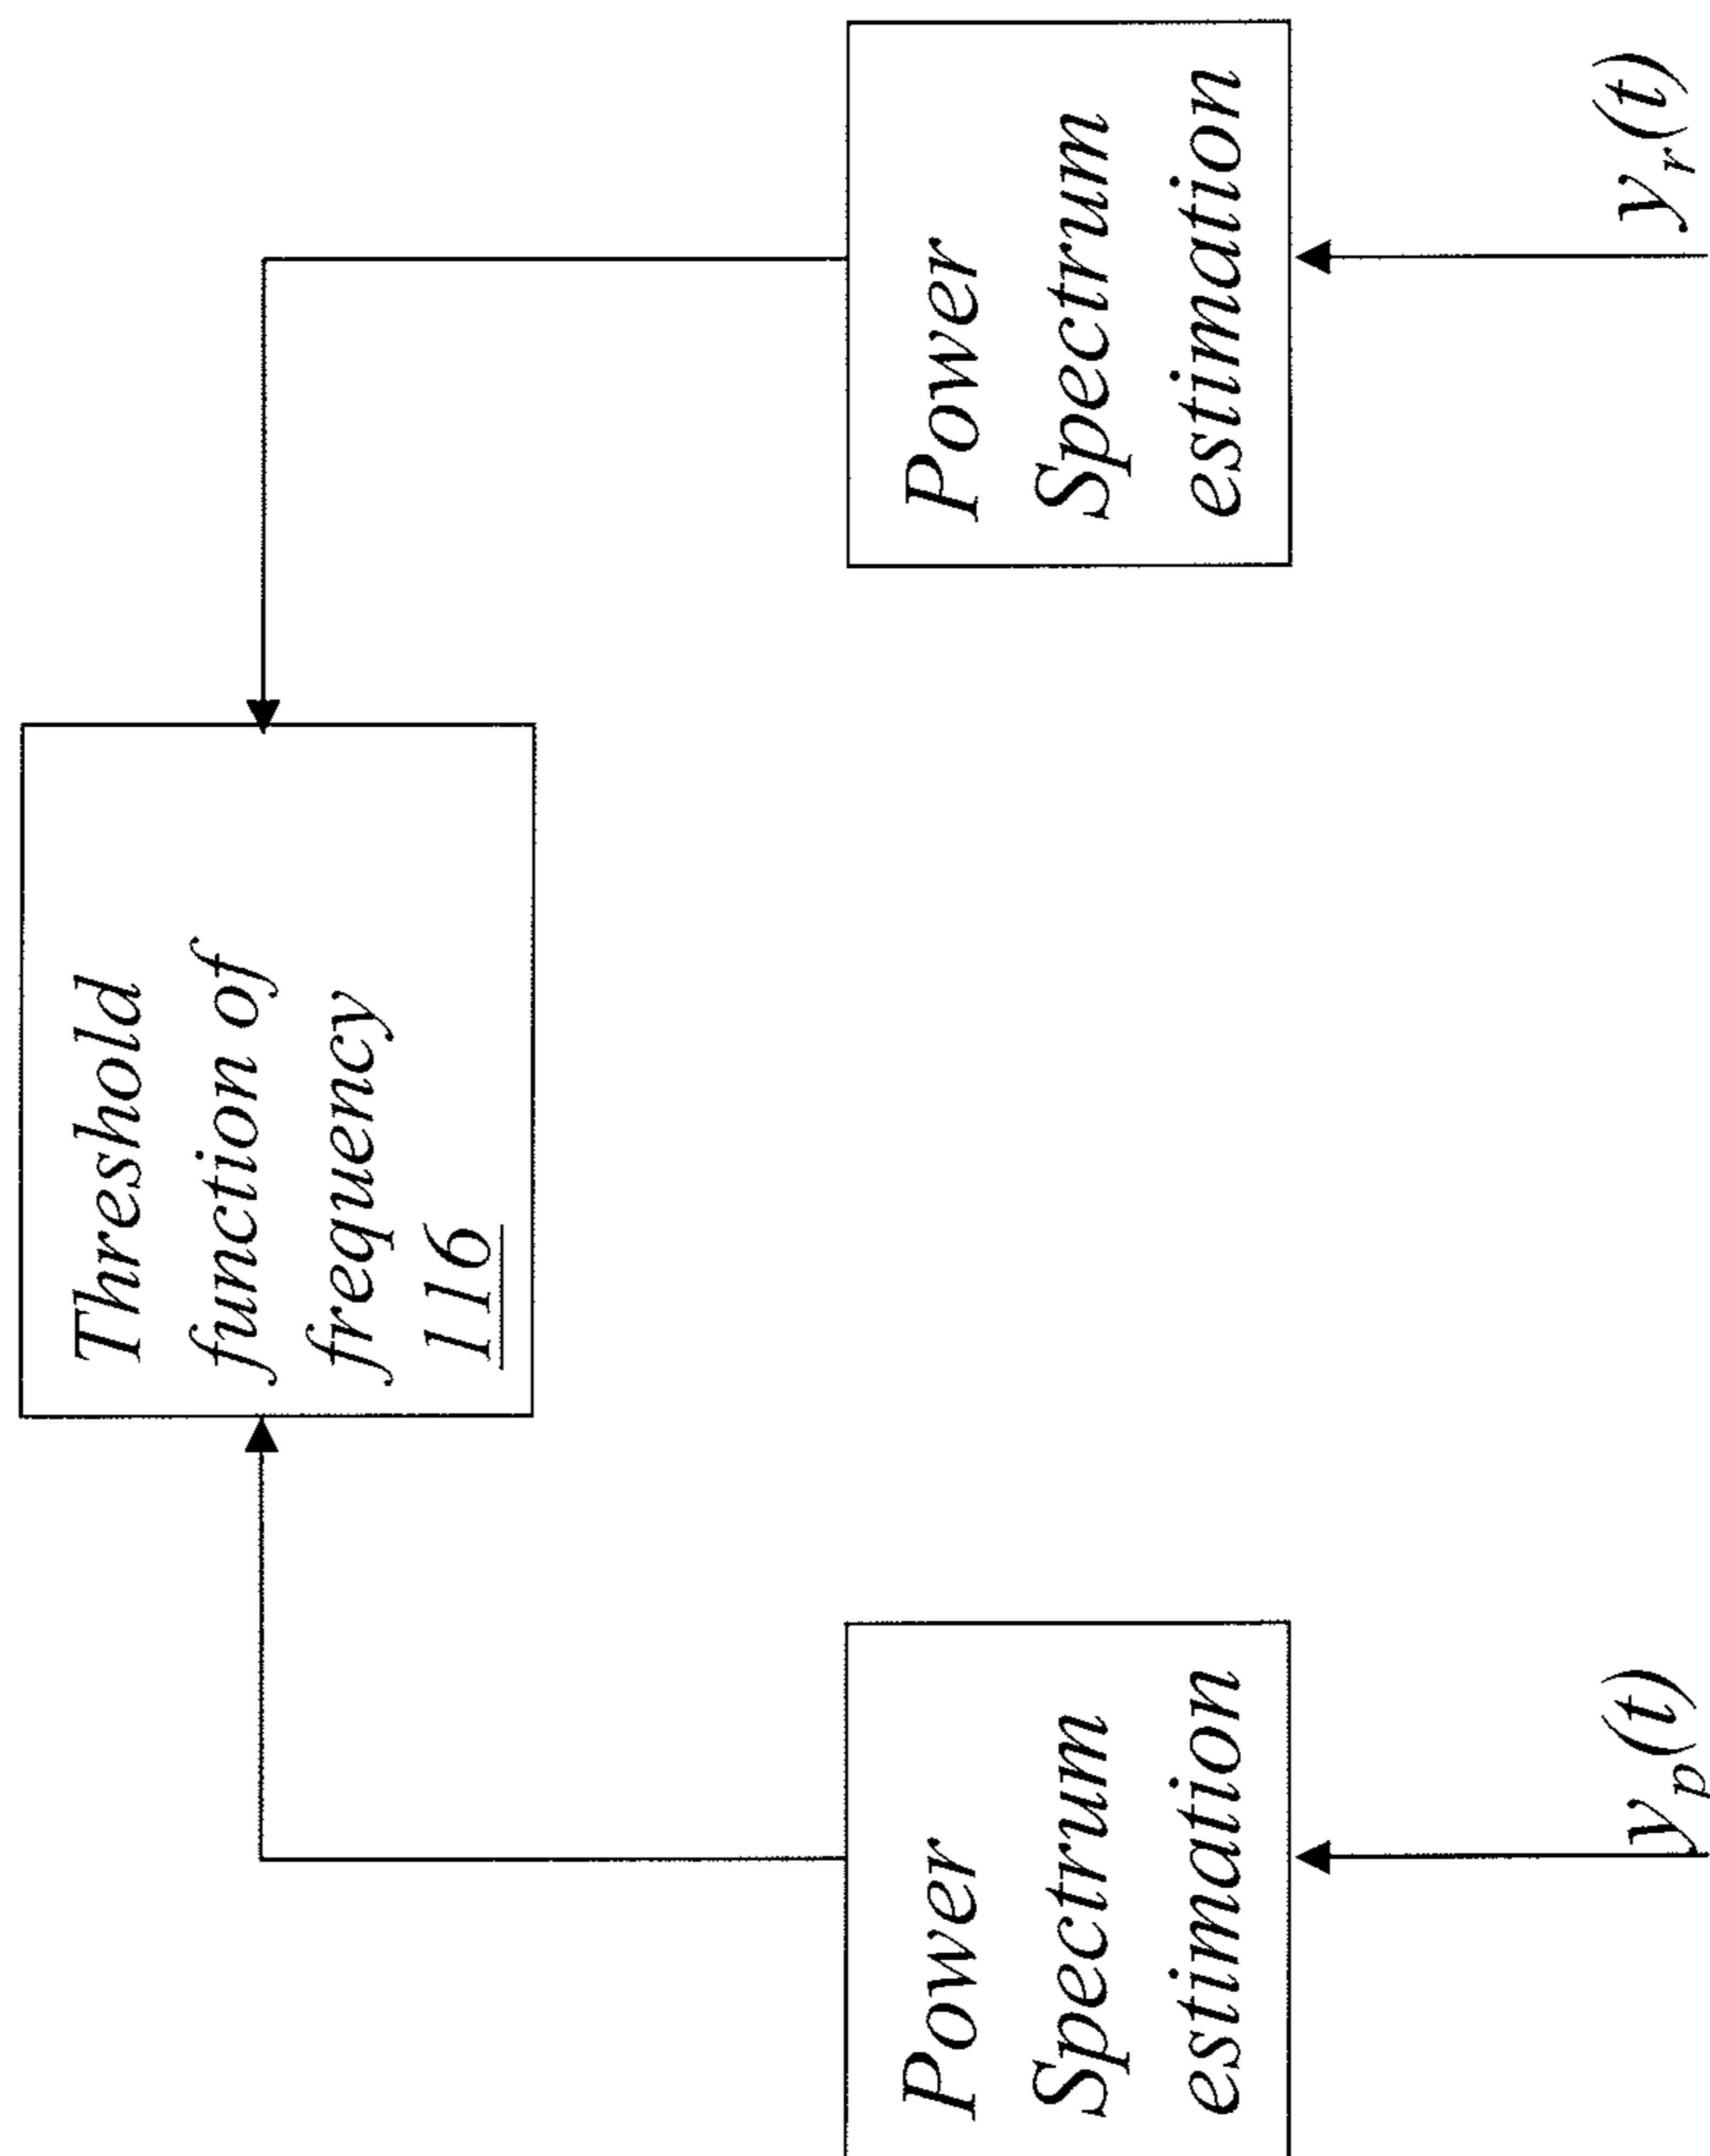 Threshold
function of
frequency
116
Power
Spectrum
estimation
y_p(t)
Power
Spectrum
estimation
y_r(t)